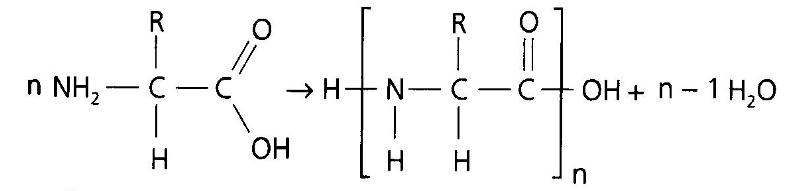 R O R O
n NH₂ — C — C → H [ N — C — C ] OH + n – 1 H₂O
H OH H H n